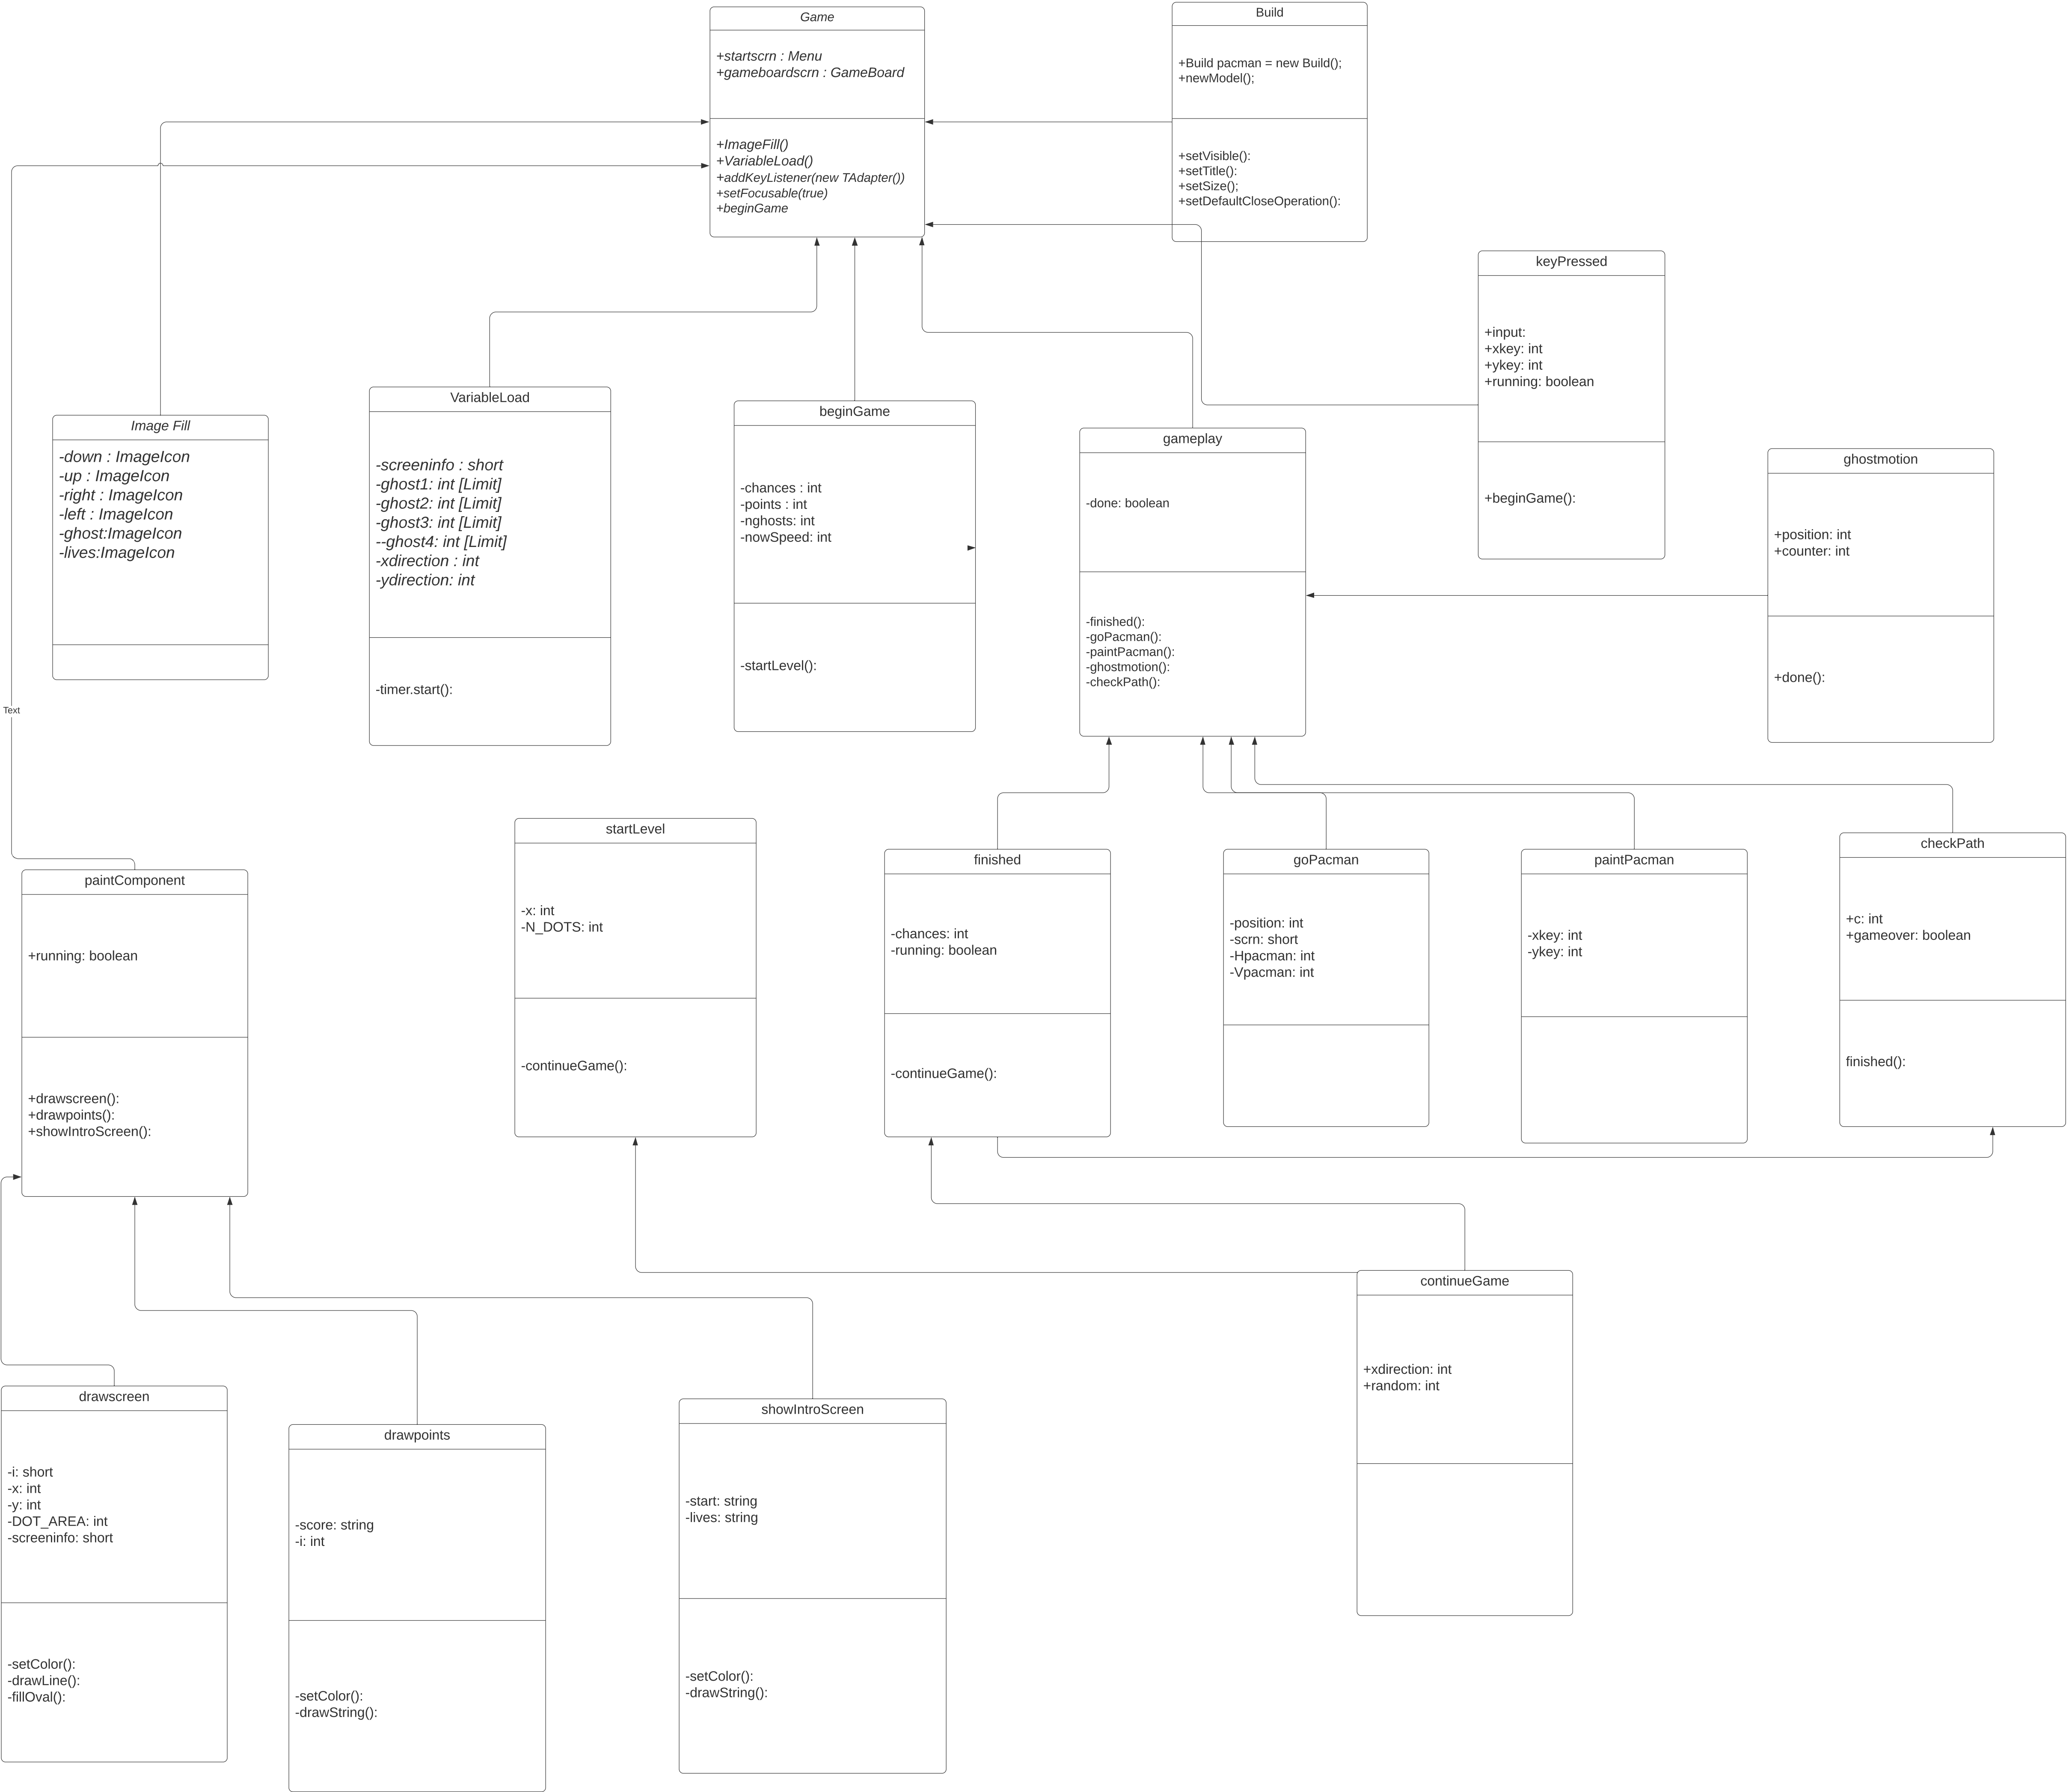 Game
+startscrn : Menu
+gameboardscrn : GameBoard
+ImageFill()
+VariableLoad()
+addKeyListener(new TAdapter())
+setFocusable(true)
+beginGame
Build
+Build pacman = new Build();
+newModel();
+setVisible():
+setTitle():
+setSize();
+setDefaultCloseOperation():
keyPressed
+input:
+xkey: int
+ykey: int
+running: boolean
+beginGame():
Image Fill
-down : ImageIcon
-up : ImageIcon
-right : ImageIcon
-left : ImageIcon
-ghost:ImageIcon
-lives:ImageIcon
VariableLoad
-screeninfo : short
-ghost1: int [Limit]
-ghost2: int [Limit]
-ghost3: int [Limit]
--ghost4: int [Limit]
-xdirection : int
-ydirection: int
-timer.start():
beginGame
-chances : int
-points : int
-nghosts: int
-nowSpeed: int
-startLevel():
gameplay
-done: boolean
-finished():
-goPacman():
-paintPacman():
-ghostmotion():
-checkPath():
ghostmotion
+position: int
+counter: int
+done():
Text
paintComponent
+running: boolean
+drawscreen():
+drawpoints():
+showIntroScreen():
startLevel
-x: int
-N_DOTS: int
-continueGame():
finished
-chances: int
-running: boolean
-continueGame():
goPacman
-position: int
-scrn: short
-Hpacman: int
-Vpacman: int
paintPacman
-xkey: int
-ykey: int
checkPath
+c: int
+gameover: boolean
finished():
continueGame
+xdirection: int
+random: int
drawscreen
-i: short
-x: int
-y: int
-DOT_AREA: int
-screeninfo: short
-setColor():
-drawLine():
-fillOval():
drawpoints
-score: string
-i: int
-setColor():
-drawString():
showIntroScreen
-start: string
-lives: string
-setColor():
-drawString():